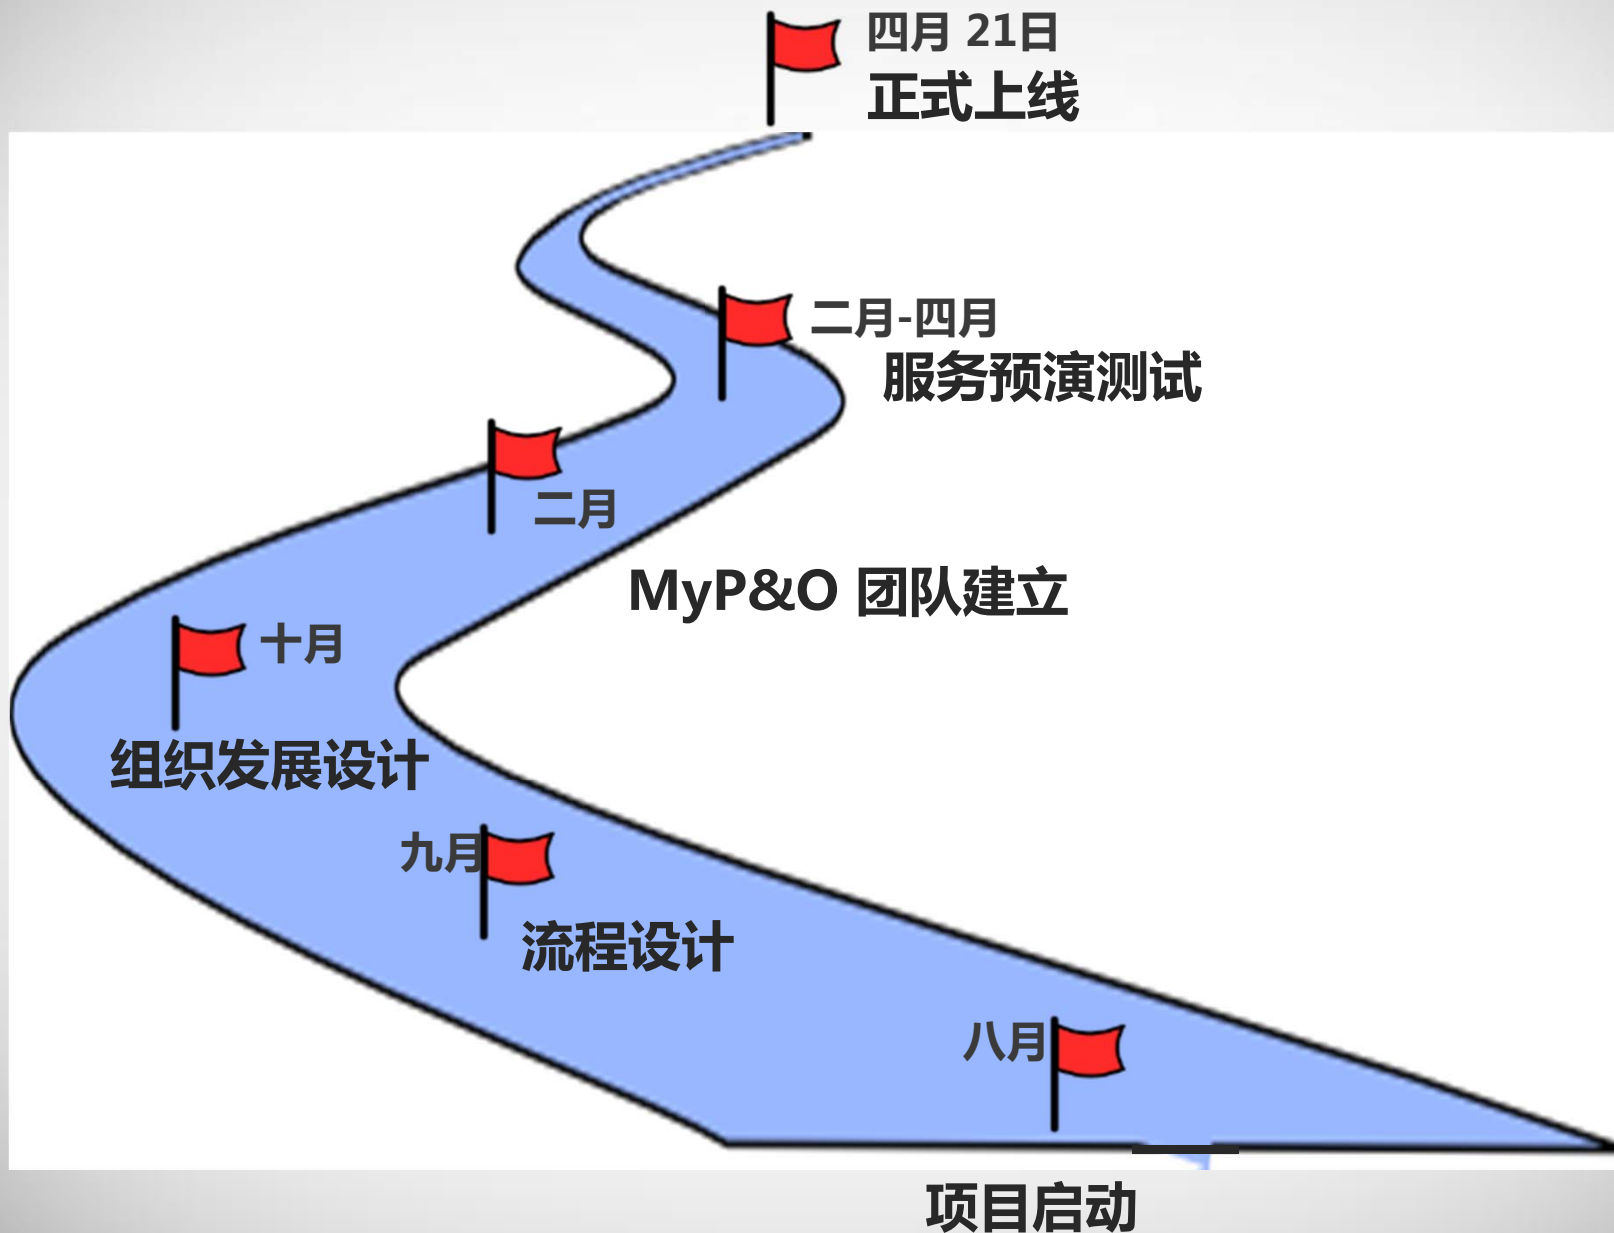 四月 21日
正式上线
二月-四月
服务预演测试
二月
MyP&O 团队建立
十月
组织发展设计
九月
流程设计
八月
项目启动